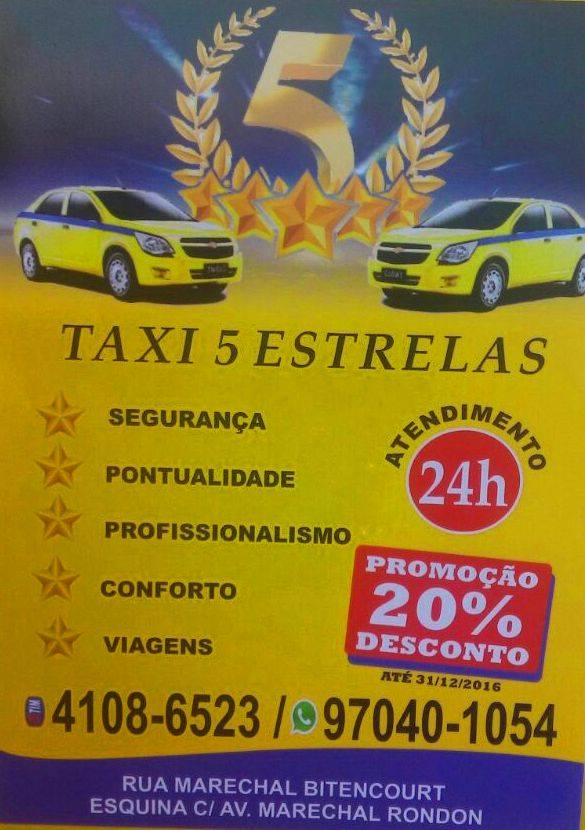 5
TAXI 5 ESTRELAS
SEGURANÇA
PONTUALIDADE
PROFISSIONALISMO
CONFORTO
VIAGENS
ATENDIMENTO
24h
PROMOÇÃO
20%
DESCONTO
ATÉ 31/12/2016
TIM 4108-6523 / 97040-1054
RUA MARECHAL BITENCOURT
ESQUINA C/ AV. MARECHAL RONDON